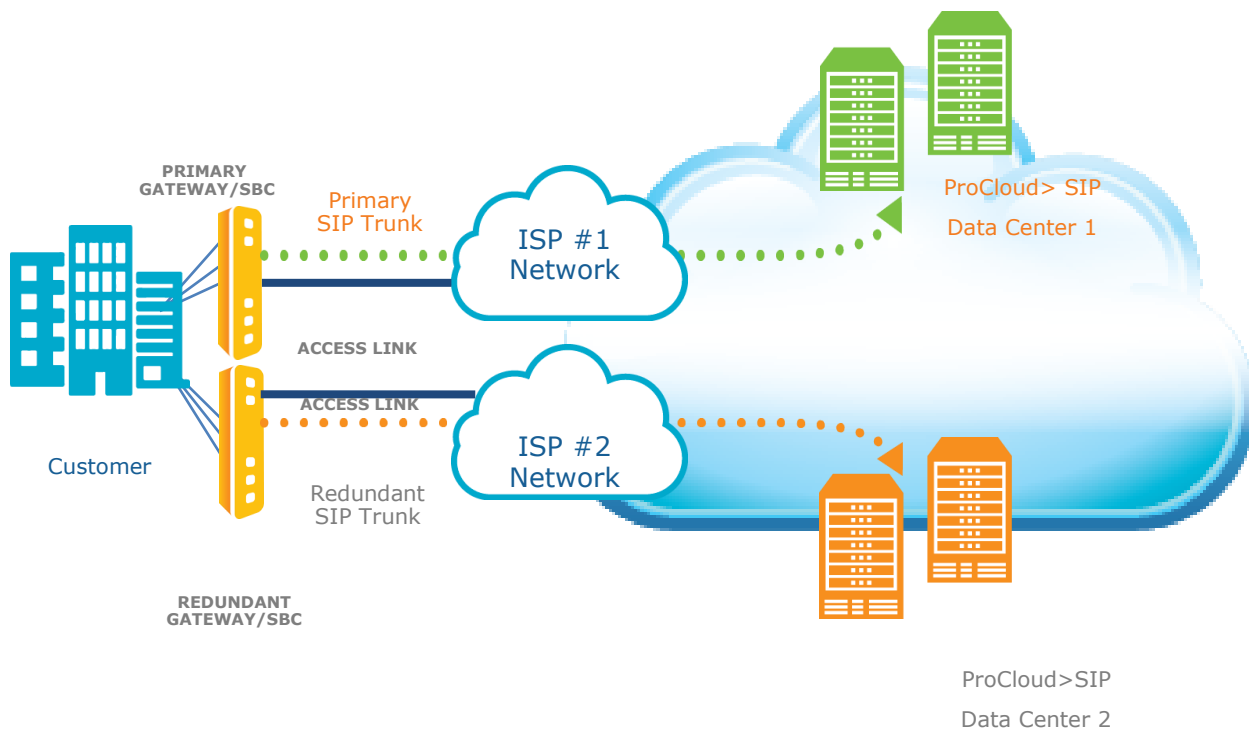 PRIMARY
GATEWAY/SBC
Primary
SIP Trunk
ISP #1
Network
ProCloud> SIP
Data Center 1
ACCESS LINK
ACCESS LINK
Customer
ISP #2
Network
Redundant
SIP Trunk
REDUNDANT
GATEWAY/SBC
ProCloud>SIP
Data Center 2